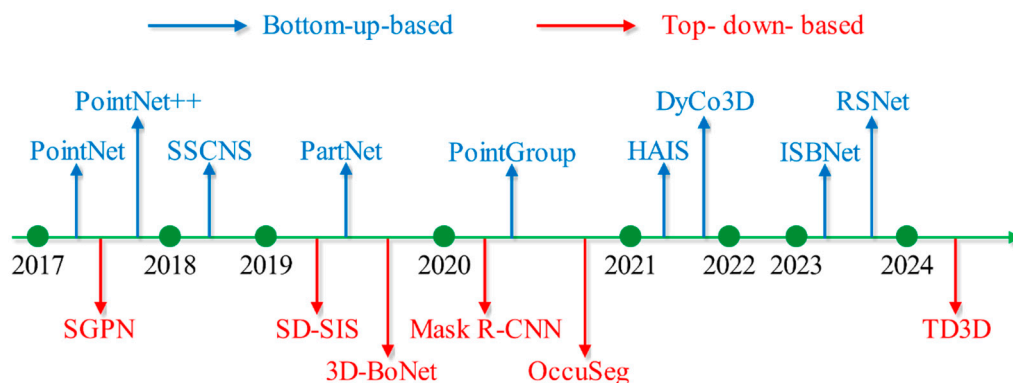 Bottom-up-based
Top- down- based
PointNet++
DyCo3D
RSNet
PointNet
SSCNS
PartNet
PointGroup
HAIS
ISBNet
2017
2018
2019
2020
2021
2022
2023
2024
SGPN
SD-SIS
Mask R-CNN
TD3D
3D-BoNet
OccuSeg